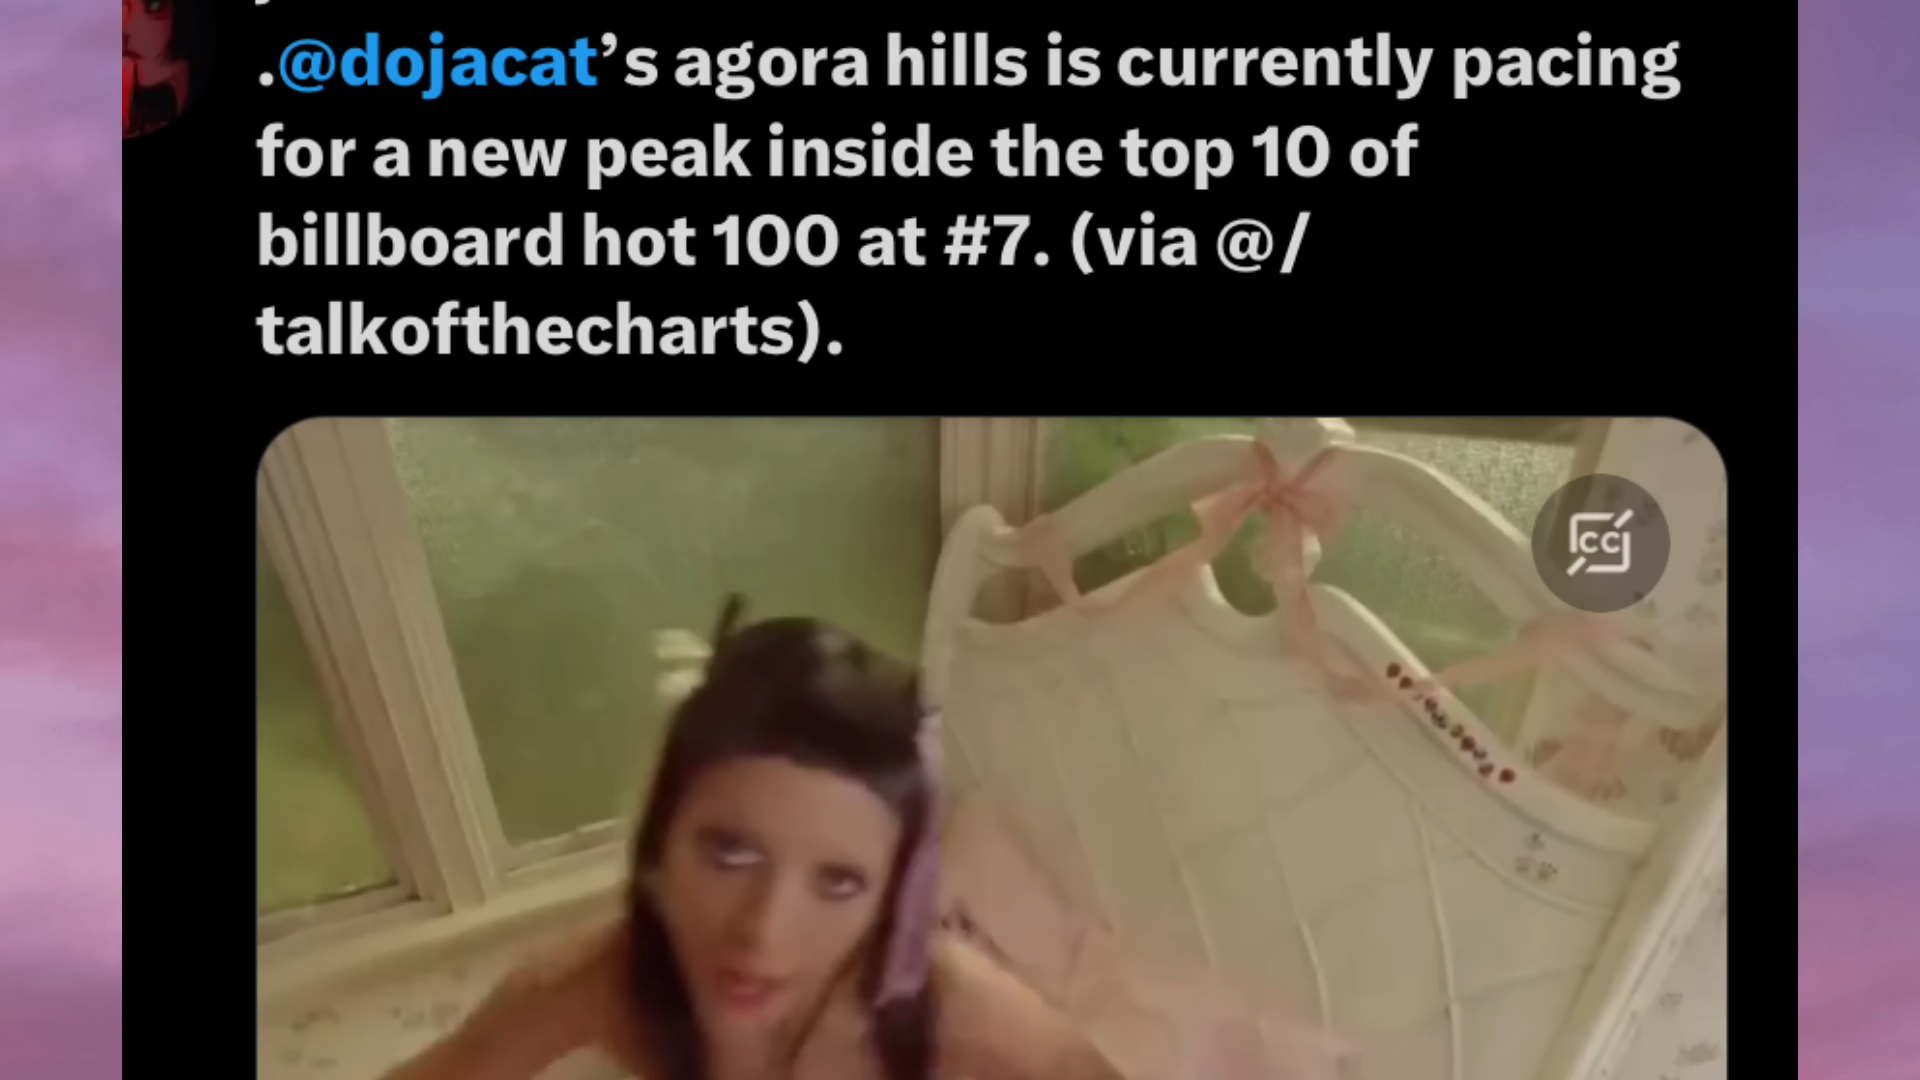 .@dojacat’s agora hills is currently pacing
for a new peak inside the top 10 of
billboard hot 100 at #7. (via @/
talkofthecharts).
CC